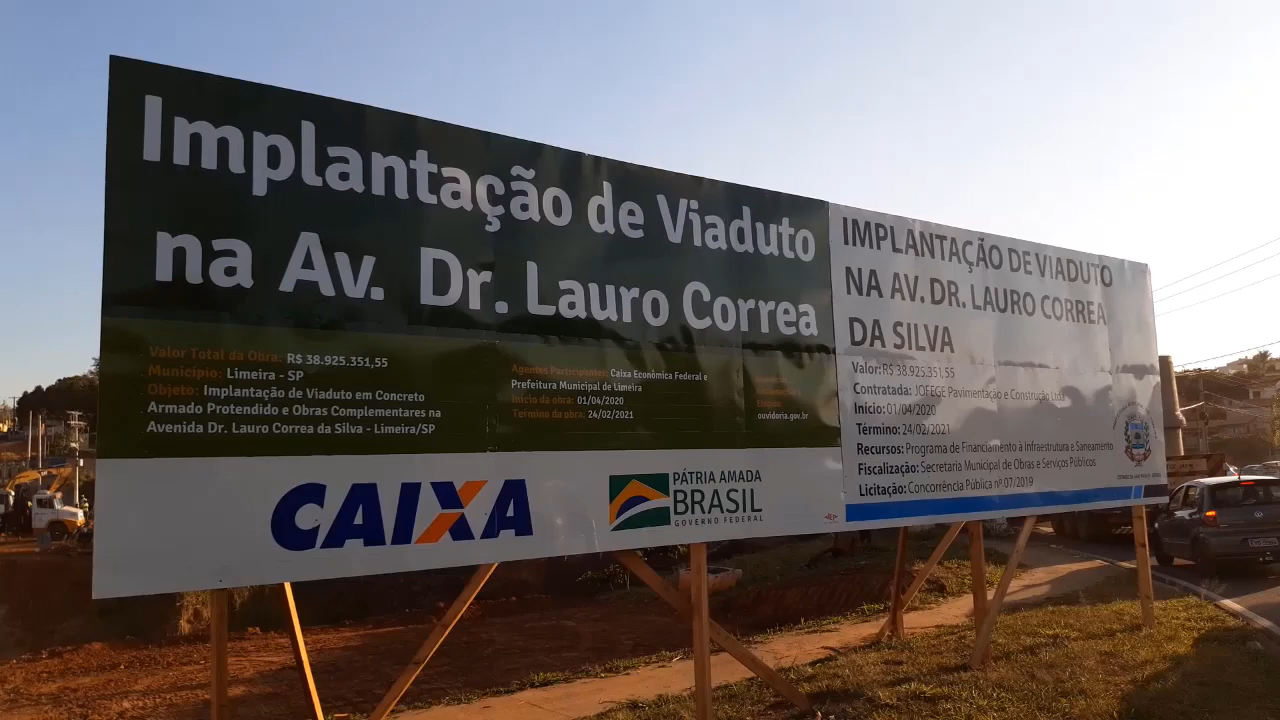 Implantação de Viaduto
na Av. Dr. Lauro Correa
Valor Total da Obra: R$ 38.925.351,55
Município: Limeira - SP
Objeto: Implantação de Viaduto em Concreto
Armado Protendido e Obras Complementares na
Avenida Dr. Lauro Correa da Silva - Limeira/SP
Agentes Participantes: Caixa Econômica Federal e
Prefeitura Municipal de Limeira
Início da obra: 01/04/2020
Término da obra: 24/02/2021
ouvidoria.gov.br
CAIXA
PÁTRIA AMADA
BRASIL
GOVERNO FEDERAL
IMPLANTAÇÃO DE VIADUTO
NA AV. DR. LAURO CORREA
DA SILVA
Valor: R$ 38.925.351,55
Contratada: JOFEGE Pavimentação e Construção Ltda
Início: 01/04/2020
Término: 24/02/2021
Recursos: Programa de Financiamento à Infraestrutura e Saneamento
Fiscalização: Secretaria Municipal de Obras e Serviços Públicos
Licitação: Concorrência Pública nº 07/2019